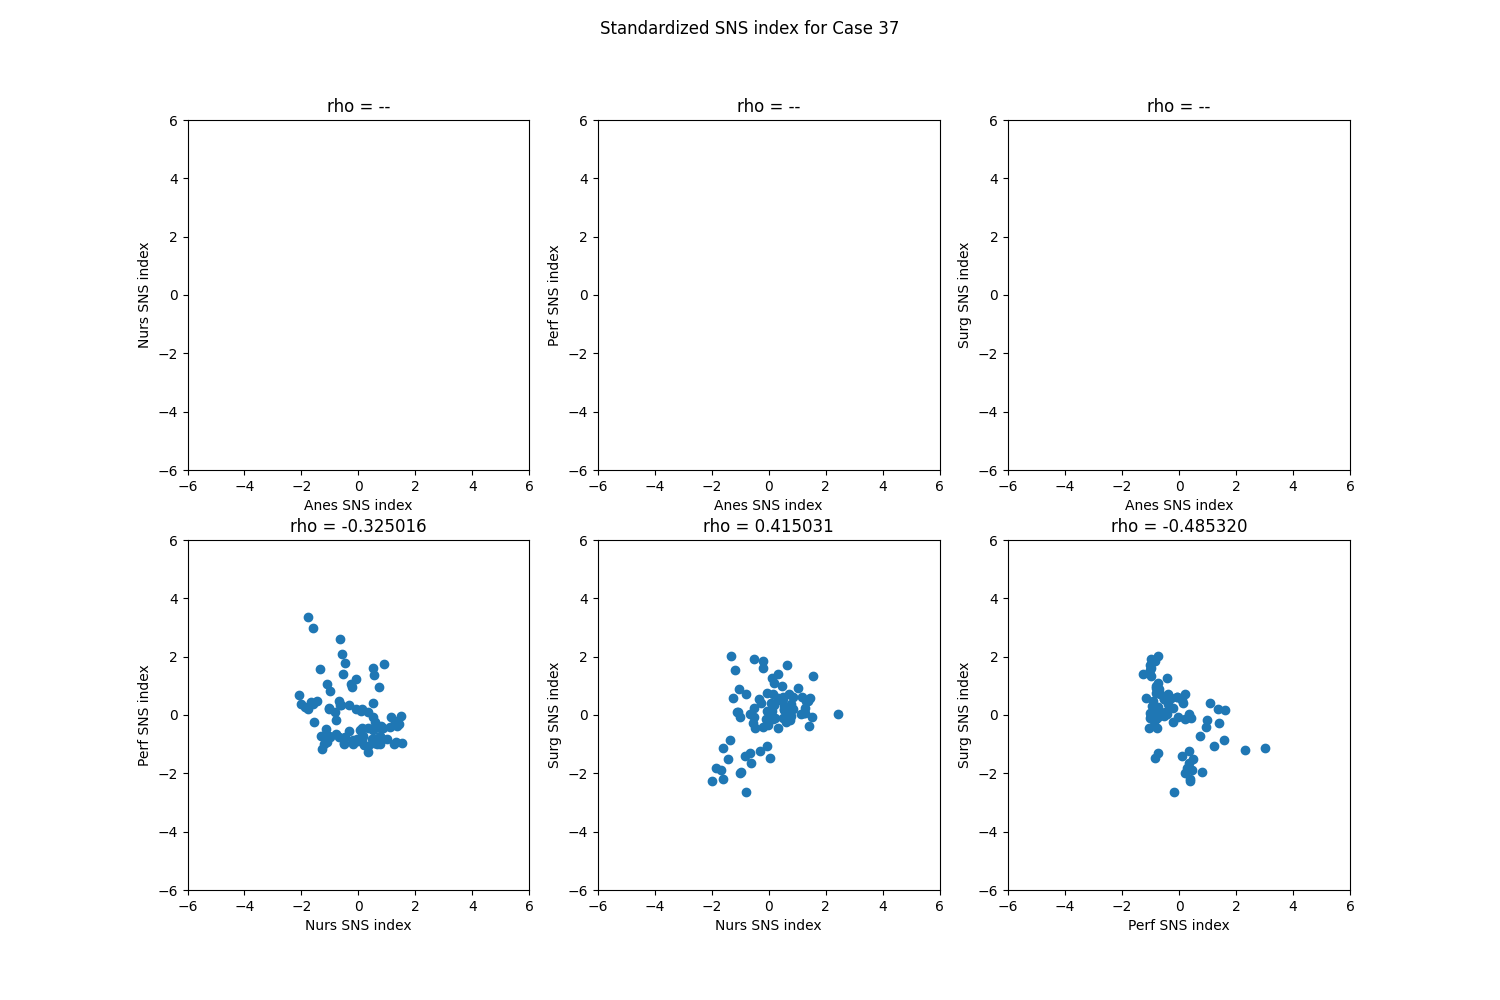 Standardized SNS index for Case 37
rho = --
rho = --
rho = --
6
4
2
0
−2
−4
−6
Nurs SNS index
−6 −4 −2 0 2 4 6
Anes SNS index
6
4
2
0
−2
−4
−6
Perf SNS index
−6 −4 −2 0 2 4 6
Anes SNS index
6
4
2
0
−2
−4
−6
Surg SNS index
−6 −4 −2 0 2 4 6
Anes SNS index
rho = -0.325016
6
4
2
0
−2
−4
−6
Perf SNS index
−6 −4 −2 0 2 4 6
Nurs SNS index
rho = 0.415031
6
4
2
0
−2
−4
−6
Surg SNS index
−6 −4 −2 0 2 4 6
Nurs SNS index
rho = -0.485320
6
4
2
0
−2
−4
−6
Surg SNS index
−6 −4 −2 0 2 4 6
Perf SNS index